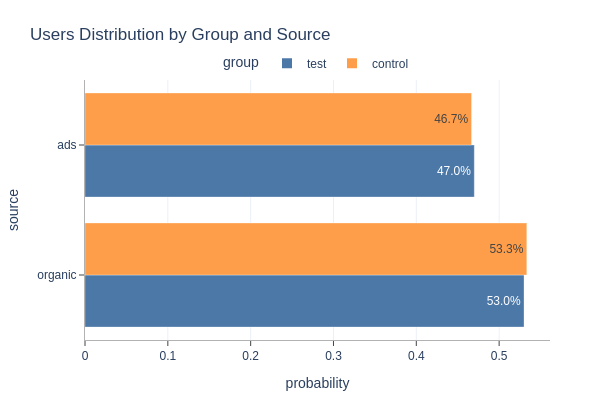 Users Distribution by Group and Source
group test control
ads
46.7%
47.0%
source
organic
53.3%
53.0%
0 0.1 0.2 0.3 0.4 0.5
probability